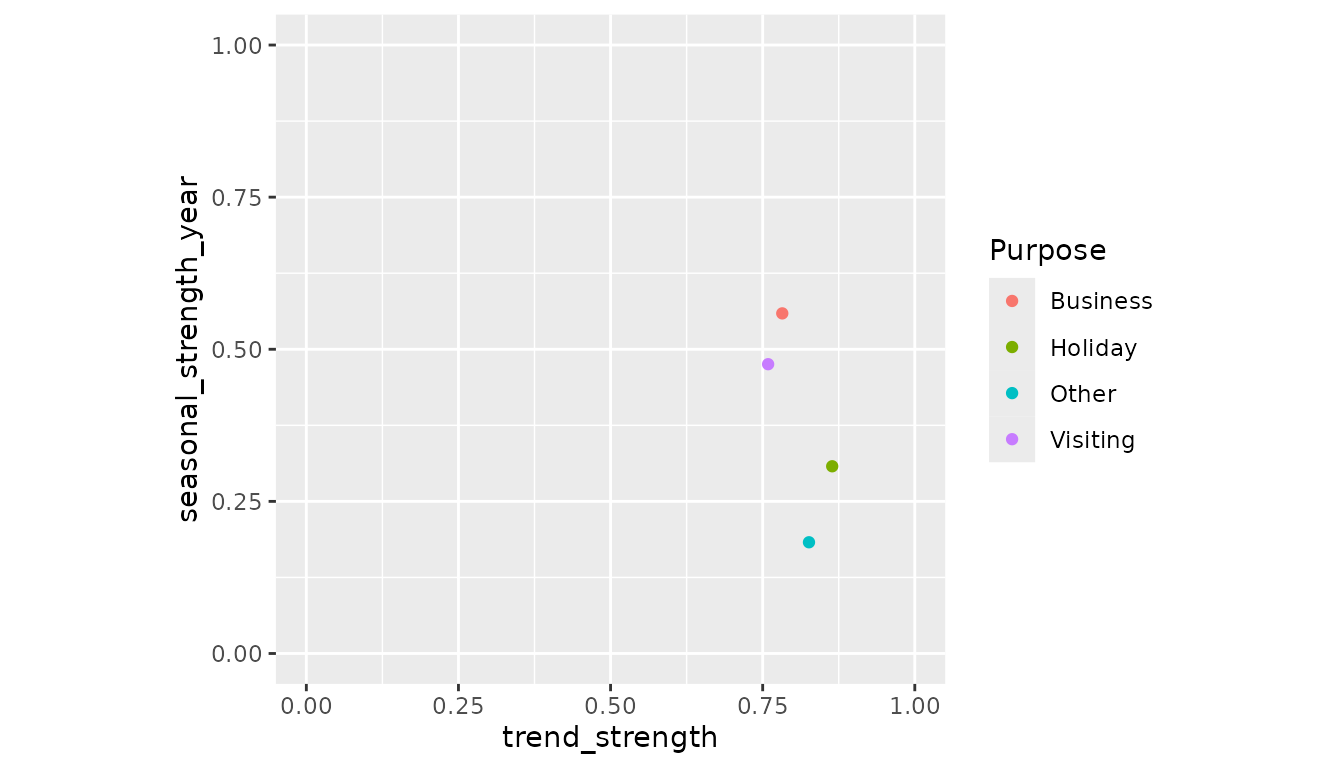 1.00
0.75
0.50
0.25
0.00
seasonal_strength_year
0.00 0.25 0.50 0.75 1.00
trend_strength
Purpose
Business
Holiday
Other
Visiting